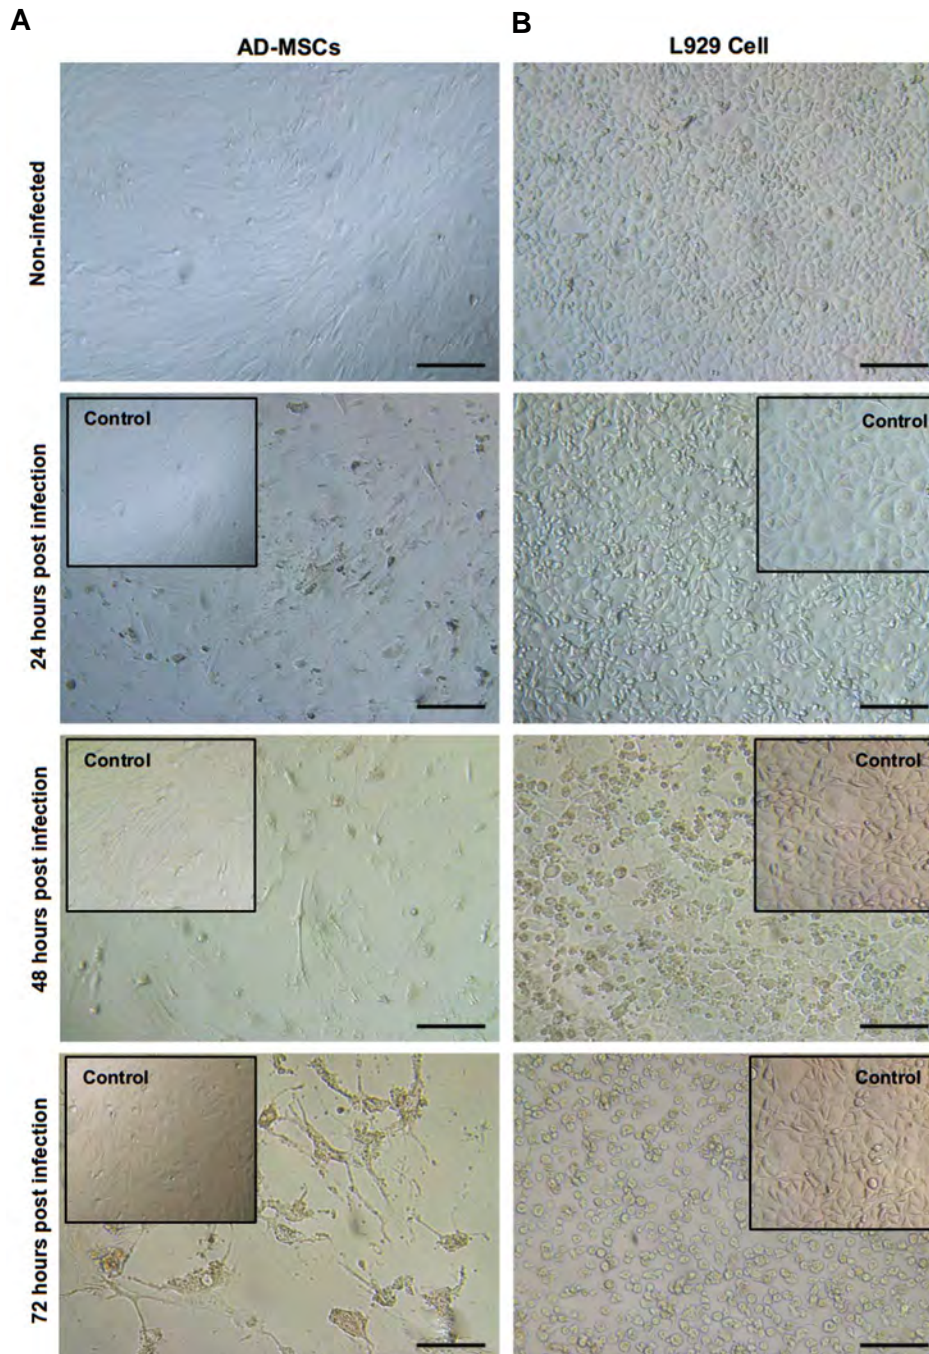 A
B
AD-MSCs
L929 Cell
Non-infected
24 hours post infection
Control
Control
48 hours post infection
Control
Control
72 hours post infection
Control
Control